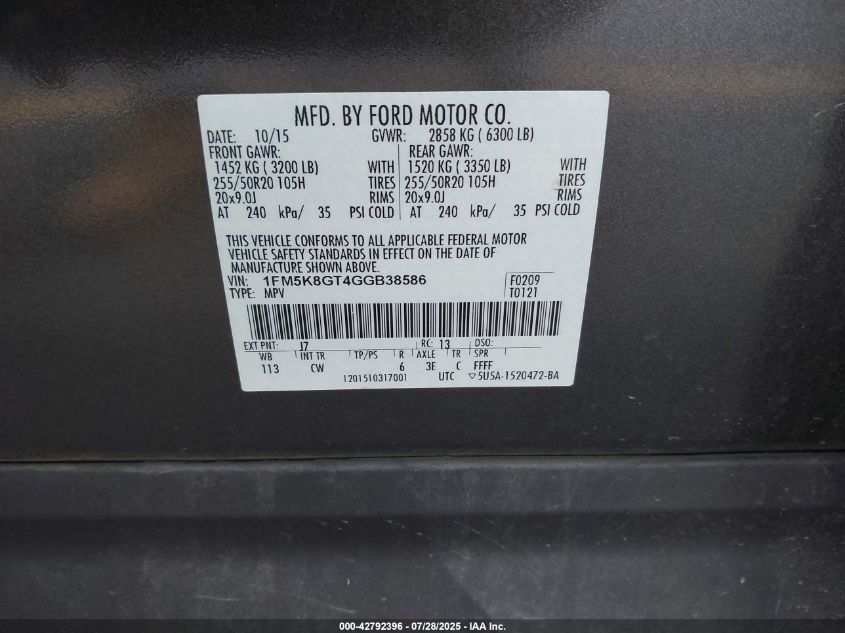 MFD. BY FORD MOTOR CO.
DATE: 10/15 GVWR: 2858 KG ( 6300 LB)
FRONT GAWR: REAR GAWR:
1452 KG ( 3200 LB) WITH 1520 KG ( 3350 LB) WITH
255/50R20 105H TIRES 255/50R20 105H TIRES
20x9.0J RIMS 20x9.0J RIMS
AT 240 kPa/ 35 PSI COLD AT 240 kPa/ 35 PSI COLD
THIS VEHICLE CONFORMS TO ALL APPLICABLE FEDERAL MOTOR
VEHICLE SAFETY STANDARDS IN EFFECT ON THE DATE OF
MANUFACTURE SHOWN ABOVE.
VIN: 1FM5K8GT4GGB38586 F0209
TYPE: MPV T0121
EXT PNT: J7 RC: 13 DSO:
WB INT TR TP/PS R AXLE TR SPR
113 CW 6 3E C FFFF
1201510317001 UTC ▽5U5A-1520472-BA
000-42792396 - 07/28/2025 - IAA Inc.